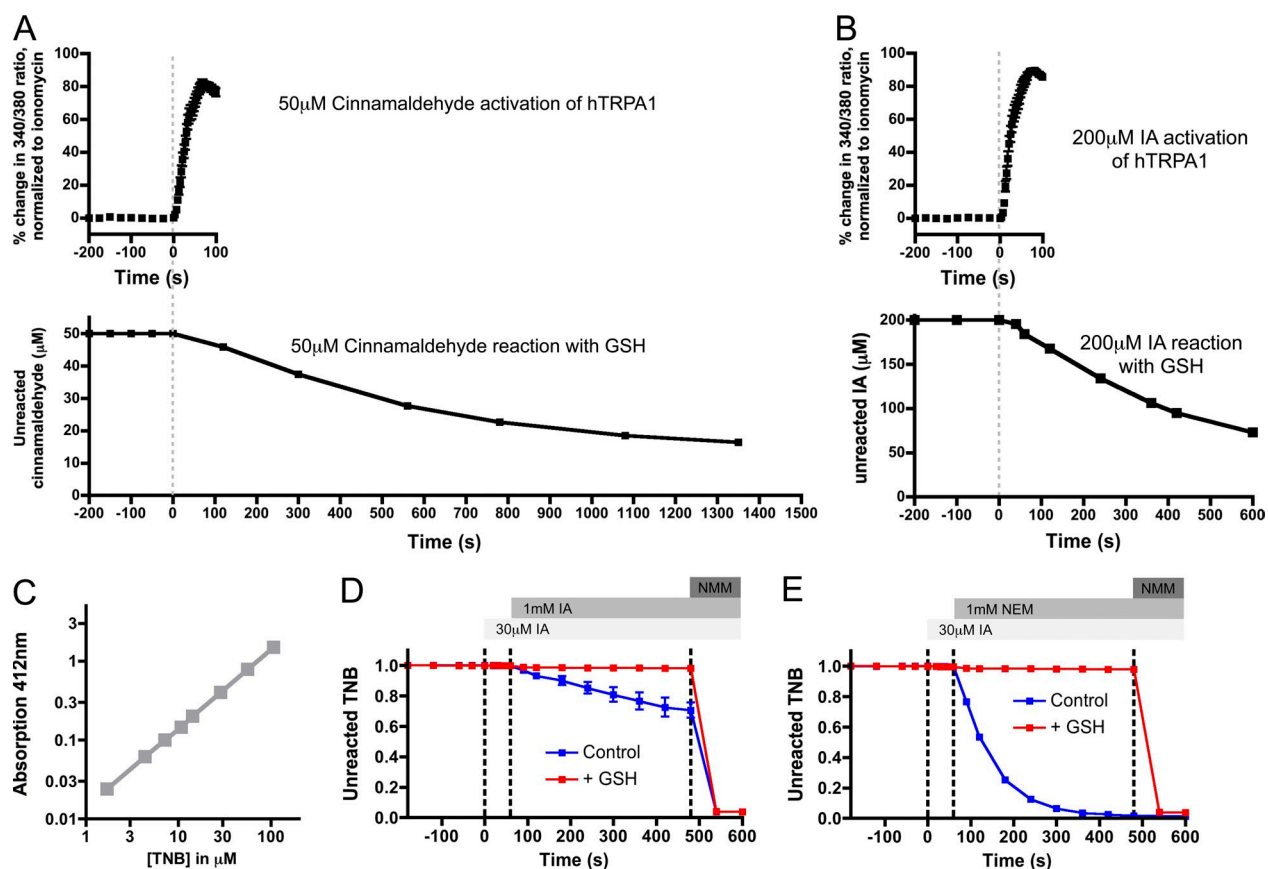 A
% change in 340/380 ratio,
normalized to ionomycin
100
80
60
40
20
0
-200 -100 0 100
Time (s)
50μM Cinnamaldehyde activation of hTRPA1
B
% change in 340/380 ratio,
normalized to ionomycin
100
80
60
40
20
0
-200 -100 0 100
Time (s)
200μM IA activation
of hTRPA1
Unreacted
cinnamaldehyde (μM)
50
40
30
20
10
0
-200 -100 0 100 200 300 400 500 600 700 800 900 1000 1100 1200 1300 1400 1500
Time (s)
50μM Cinnamaldehyde reaction with GSH
unreacted IA (μM)
200
150
100
50
0
-200 -100 0 100 200 300 400 500 600
Time (s)
200μM IA reaction
with GSH
C
Absorption 412nm
3
1
0.3
0.1
0.03
0.01
1 3 10 30 100
[TNB] in μM
D
NMM
1mM IA
30μM IA
Unreacted TNB
1.0
0.8
0.6
0.4
0.2
0.0
-100 0 100 200 300 400 500 600
Time (s)
Control
+ GSH
E
NMM
1mM NEM
30μM IA
Unreacted TNB
1.0
0.8
0.6
0.4
0.2
0.0
-100 0 100 200 300 400 500 600
Time (s)
Control
+ GSH